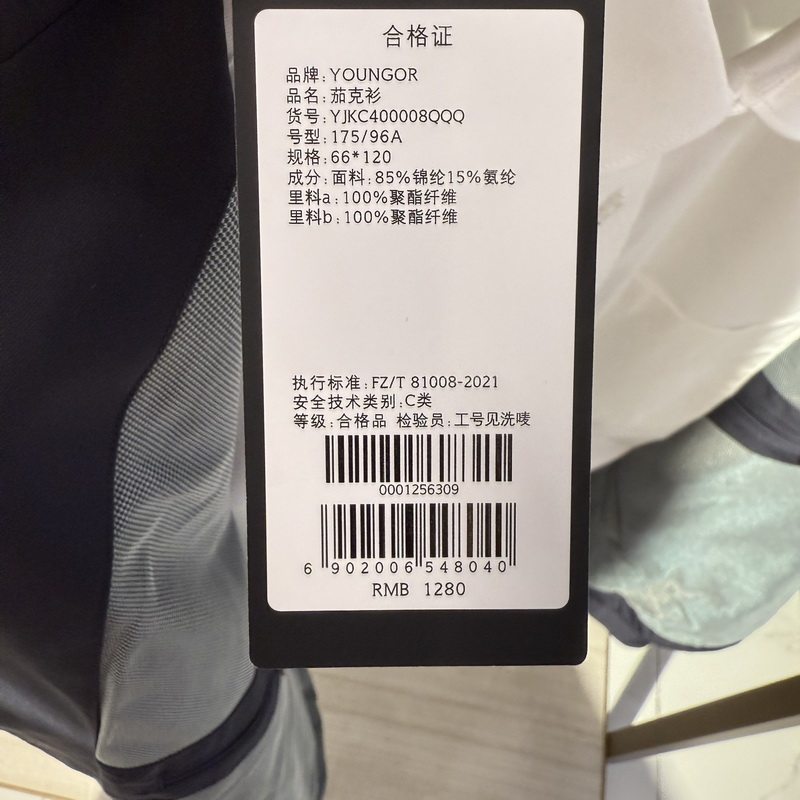 合格证
品牌:YOUNGOR
品名:茄克衫
货号:YJKC400008QQQ
号型:175/96A
规格:66*120
成分:面料:85%锦纶15%氨纶
里料a:100%聚酯纤维
里料b:100%聚酯纤维
执行标准:FZ/T 81008-2021
安全技术类别:C类
等级:合格品 检验员:工号见洗唛
0001256309
6 902006 548040
RMB 1280